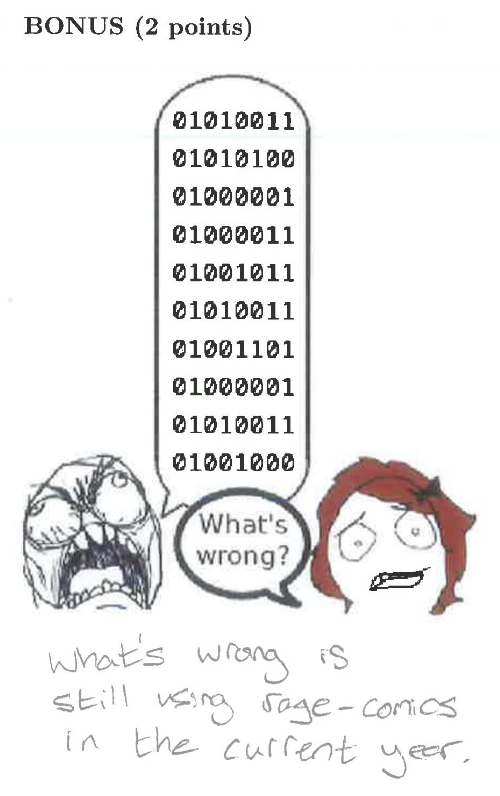 BONUS (2 points)
01010011
01010100
01000001
01000011
01001011
01010011
01001101
01000001
01010011
01001000
What's
wrong?
What's wrong is
still using rage-comics
in the current year.